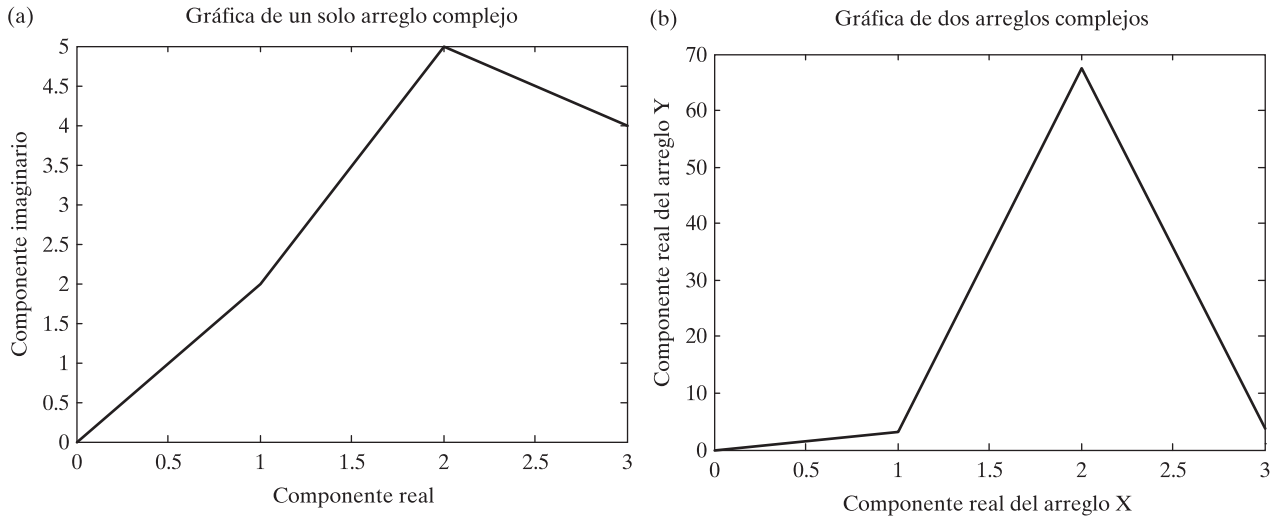 (a)
Gráfica de un solo arreglo complejo
5
4.5
4
3.5
3
2.5
2
1.5
1
0.5
0
Componente imaginario
0 0.5 1 1.5 2 2.5 3
Componente real
(b)
Gráfica de dos arreglos complejos
70
60
50
40
30
20
10
0
Componente real del arreglo Y
0 0.5 1 1.5 2 2.5 3
Componente real del arreglo X